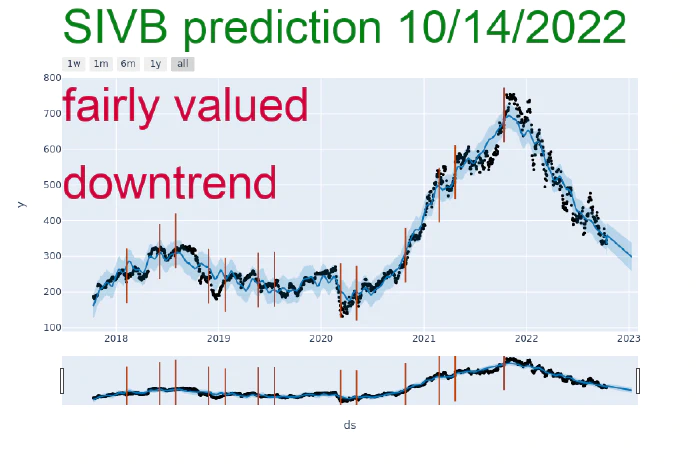 SIVB prediction 10/14/2022
1w 1m 6m 1y all
fairly valued
downtrend
800
700
600
500
400
300
200
100
y
2018 2019 2020 2021 2022 2023
ds